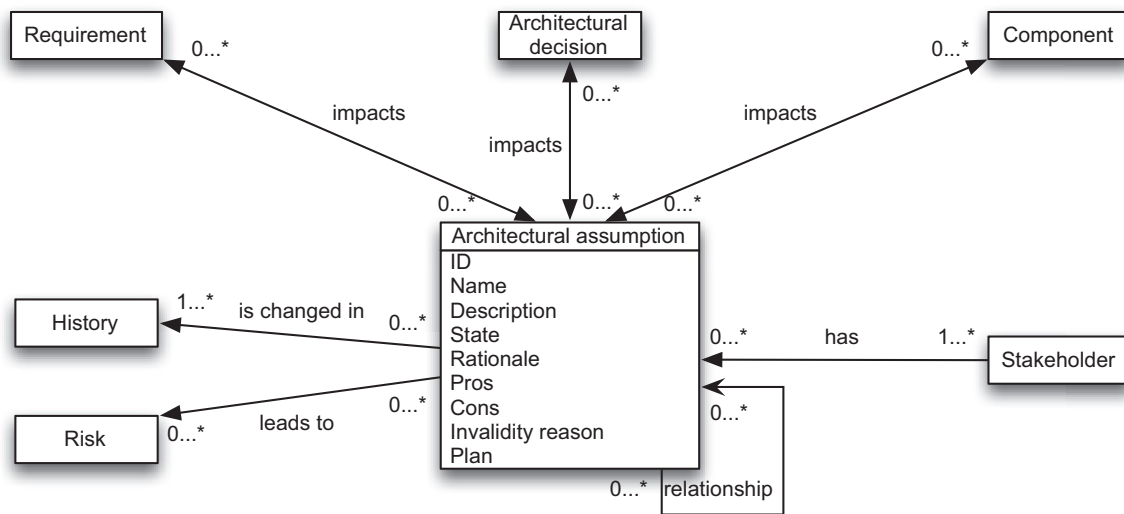 Requirement
Architectural
decision
Component
0...*
0...*
0...*
impacts
impacts
impacts
0...*
0...*
0...*
Architectural assumption
ID
Name
Description
State
Rationale
Pros
Cons
Invalidity reason
Plan
History
1...*
is changed in
0...*
Risk
0...*
leads to
0...*
0...*
has
1...*
Stakeholder
0...*
0...*
relationship